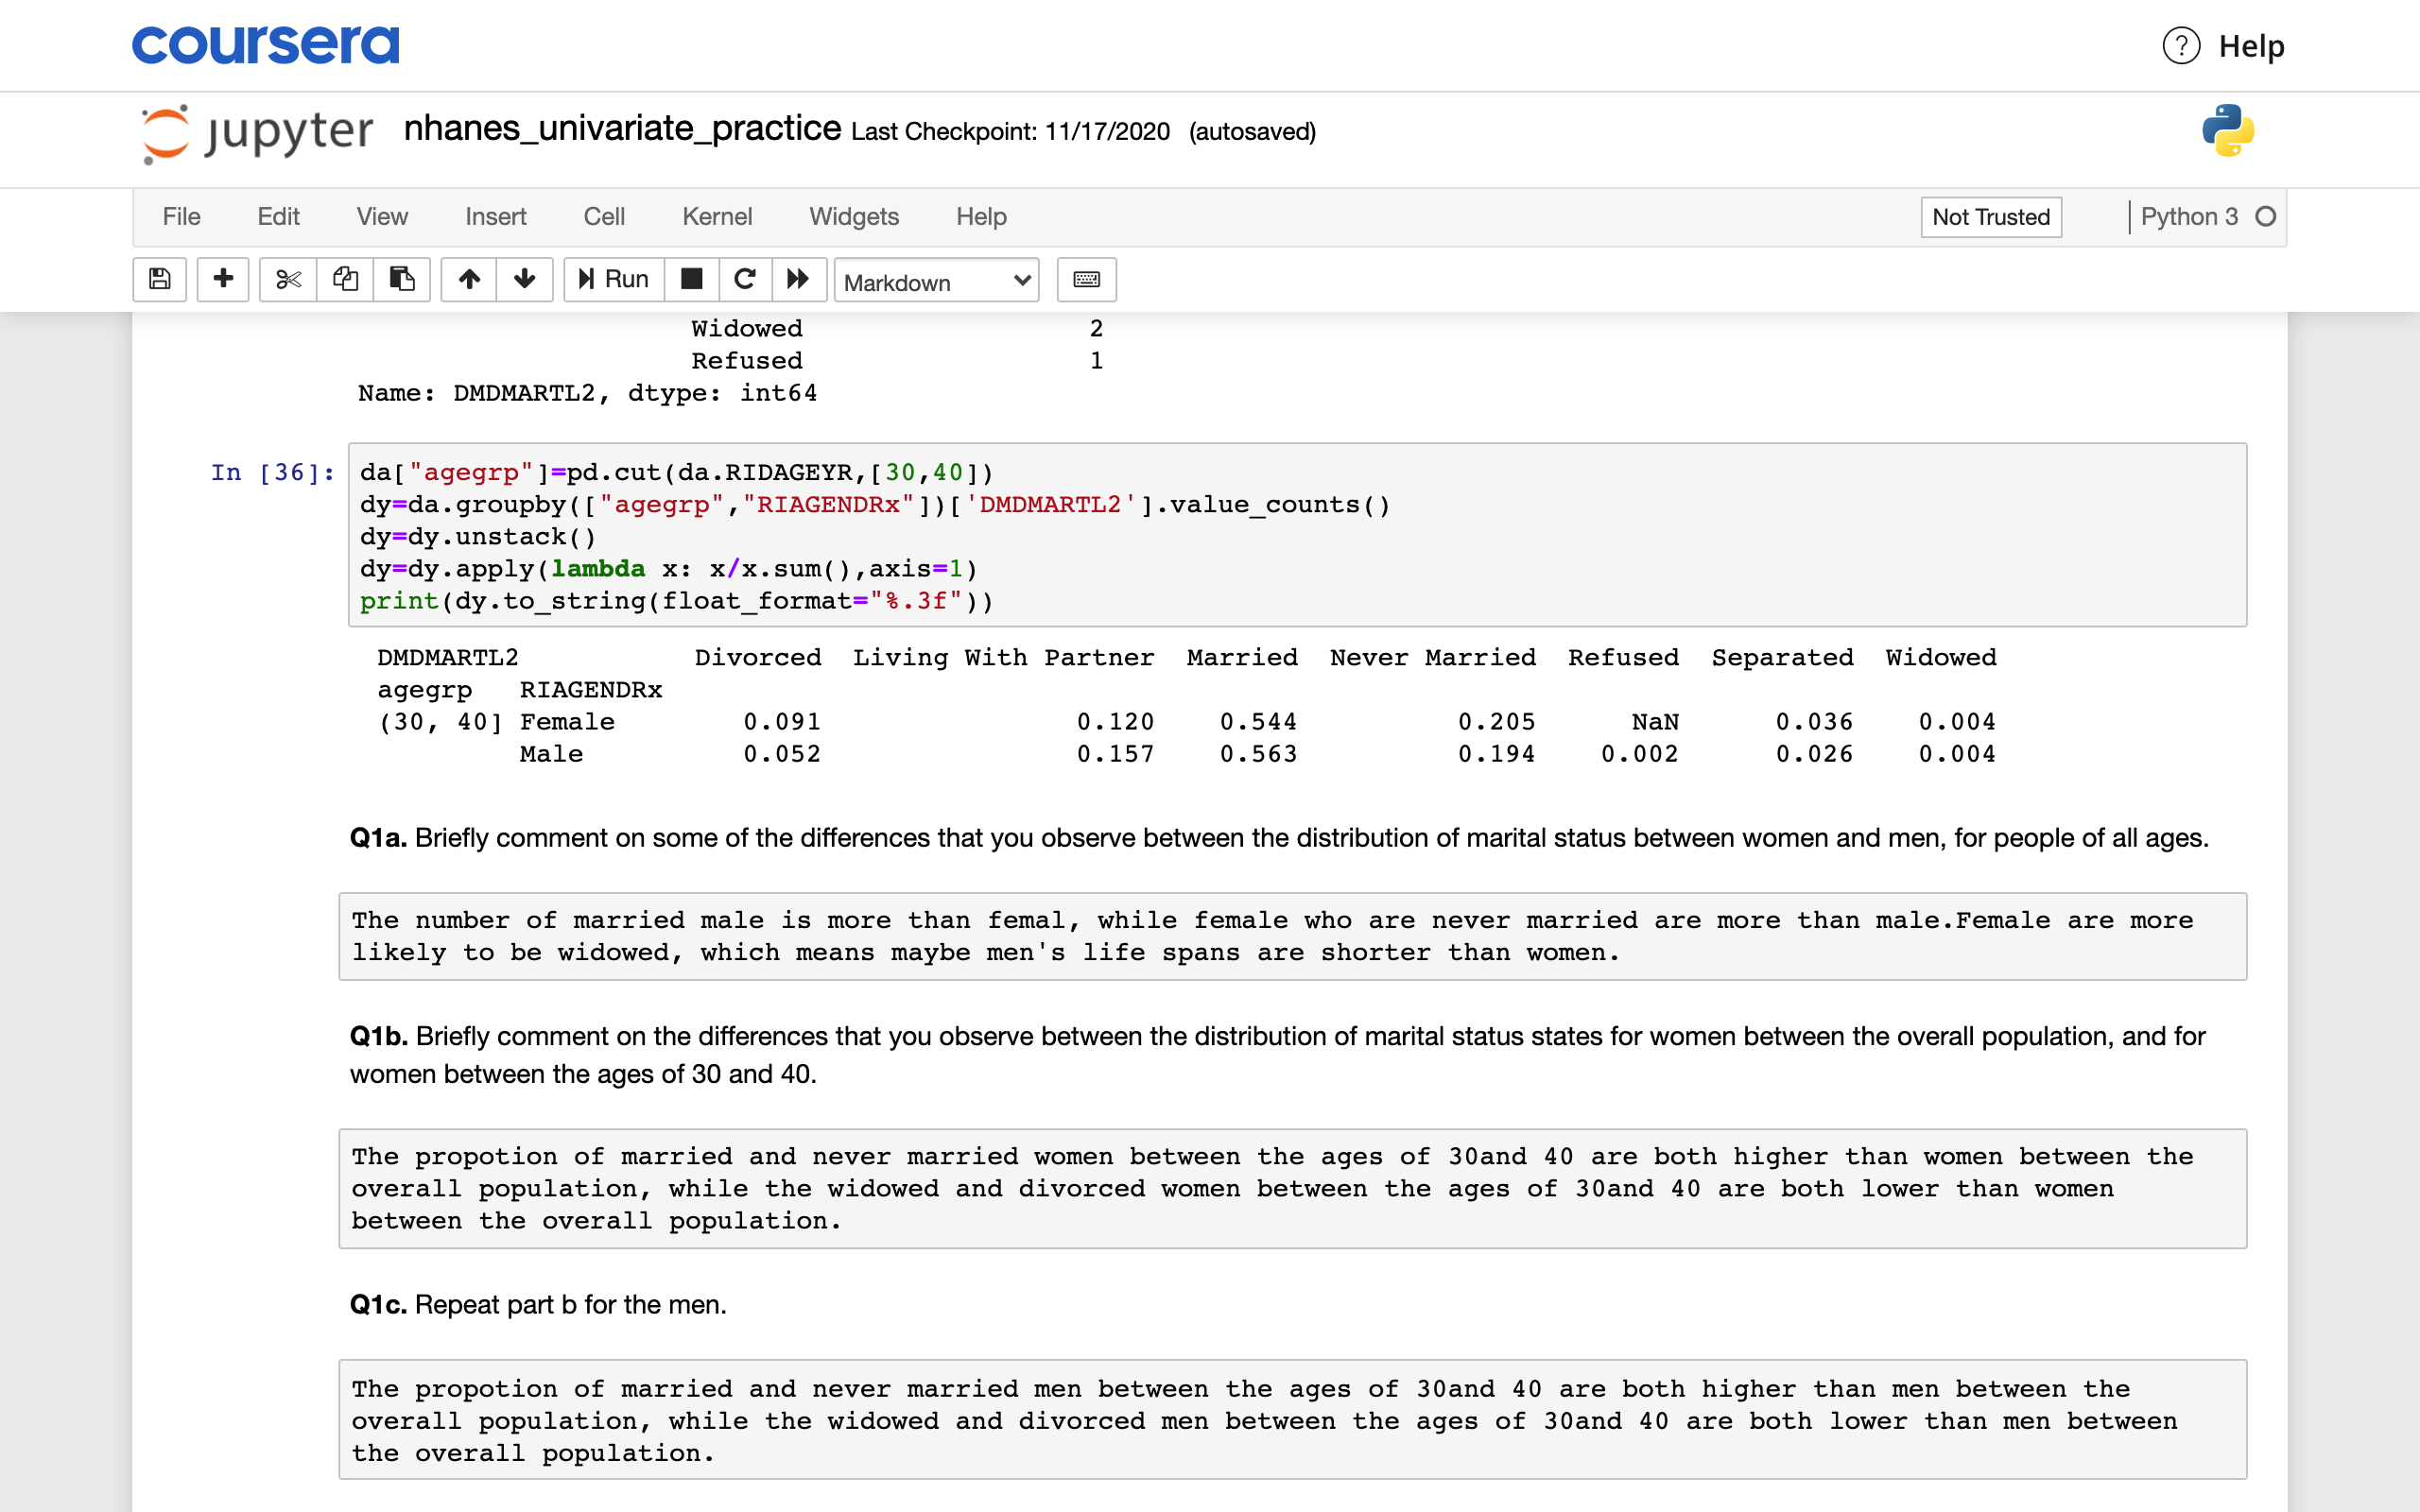 coursera
? Help
jupyter nhanes_univariate_practice Last Checkpoint: 11/17/2020 (autosaved)
File Edit View Insert Cell Kernel Widgets Help Not Trusted Python 3
Run Markdown
Widowed 2
Refused 1
Name: DMDMARTL2, dtype: int64
In [36]: da["agegrp"]=pd.cut(da.RIDAGEYR,[30,40])
dy=da.groupby(["agegrp","RIAGENDRx"])['DMDMARTL2'].value_counts()
dy=dy.unstack()
dy=dy.apply(lambda x: x/x.sum(),axis=1)
print(dy.to_string(float_format="%.3f"))
DMDMARTL2 Divorced Living With Partner Married Never Married Refused Separated Widowed
agegrp RIAGENDRx
(30, 40] Female 0.091 0.120 0.544 0.205 NaN 0.036 0.004
Male 0.052 0.157 0.563 0.194 0.002 0.026 0.004
Q1a. Briefly comment on some of the differences that you observe between the distribution of marital status between women and men, for people of all ages.
The number of married male is more than femal, while female who are never married are more than male.Female are more
likely to be widowed, which means maybe men's life spans are shorter than women.
Q1b. Briefly comment on the differences that you observe between the distribution of marital status states for women between the overall population, and for
women between the ages of 30 and 40.
The propotion of married and never married women between the ages of 30and 40 are both higher than women between the
overall population, while the widowed and divorced women between the ages of 30and 40 are both lower than women
between the overall population.
Q1c. Repeat part b for the men.
The propotion of married and never married men between the ages of 30and 40 are both higher than men between the
overall population, while the widowed and divorced men between the ages of 30and 40 are both lower than men between
the overall population.